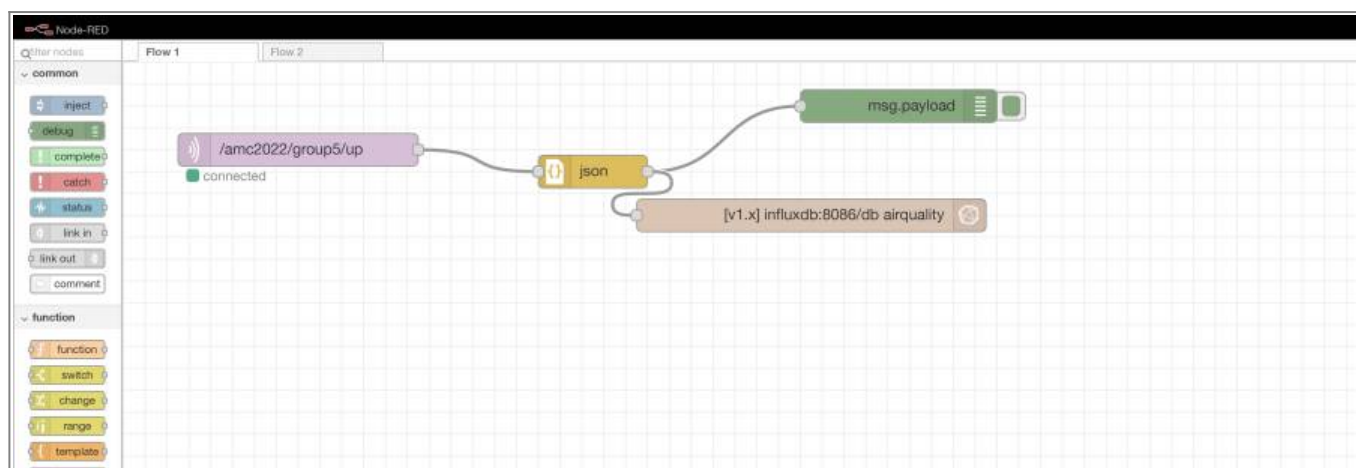 Node-RED
filter nodes
Flow 1
Flow 2
common
inject
debug
complete
catch
status
link in
link out
comment
function
function
switch
change
range
template
/amc2022/group5/up
connected
json
msg.payload
[v1.x] influxdb:8086/db airquality